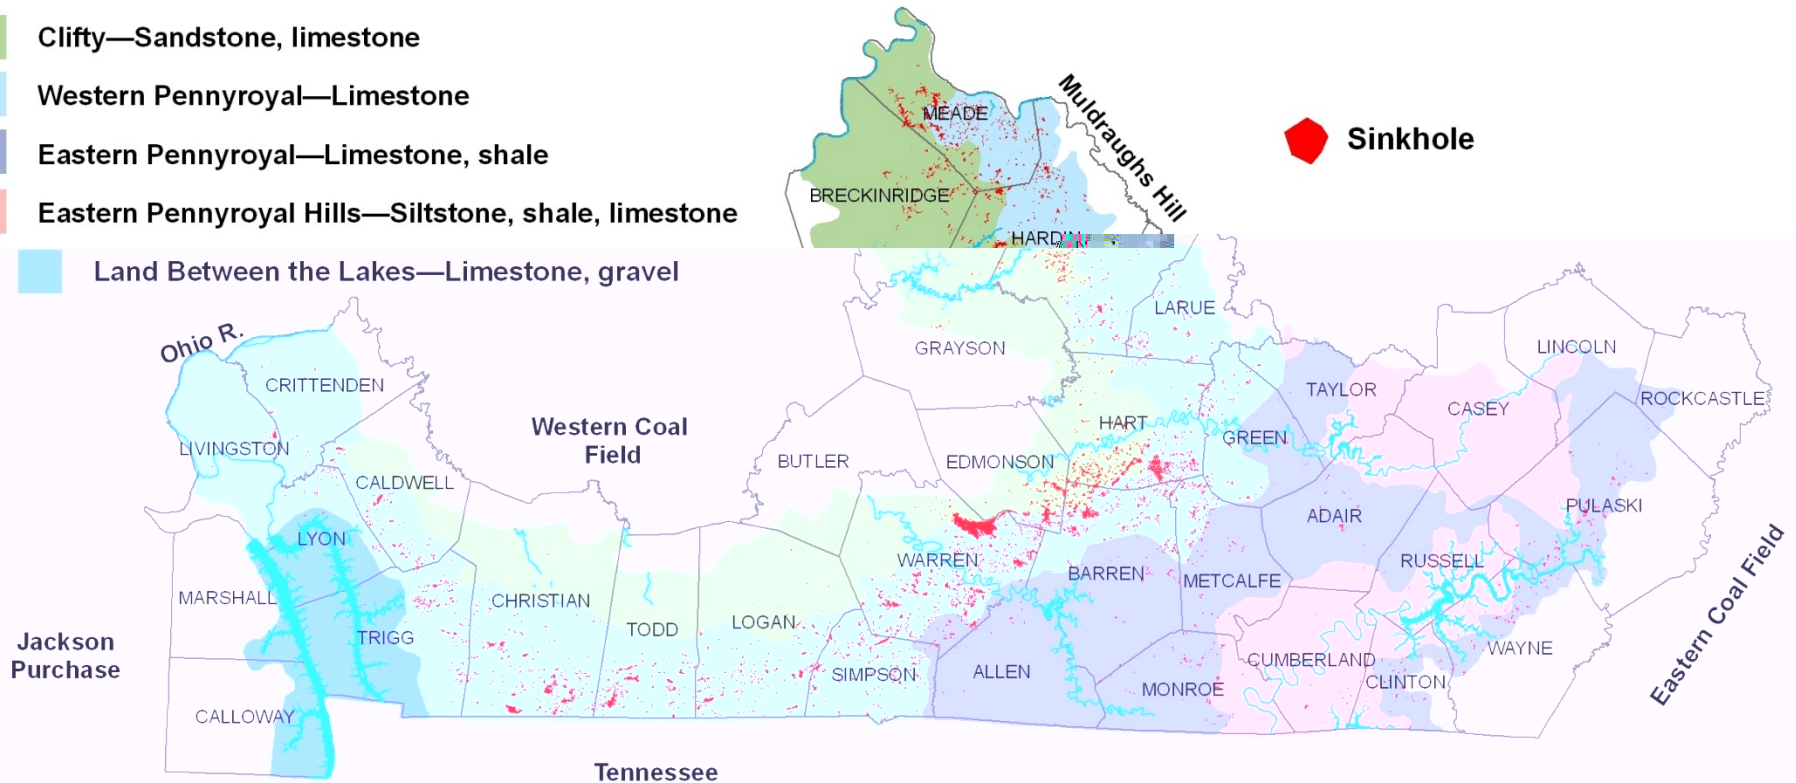 Clifty—Sandstone, limestone
Western Pennyroyal—Limestone
Eastern Pennyroyal—Limestone, shale
Eastern Pennyroyal Hills—Siltstone, shale, limestone
Land Between the Lakes—Limestone, gravel
Sinkhole
Muldraughs Hill
MEADE
BRECKINRIDGE
HARDIN
LARUE
GRAYSON
Ohio R.
CRITTENDEN
LIVINGSTON
CALDWELL
Western Coal
Field
BUTLER
EDMONSON
HART
GREEN
TAYLOR
CASEY
LINCOLN
ROCKCASTLE
PULASKI
ADAIR
RUSSELL
LYON
MARSHALL
TRIGG
CHRISTIAN
TODD
LOGAN
WARREN
BARREN
METCALFE
SIMPSON
ALLEN
MONROE
CUMBERLAND
CLINTON
WAYNE
CALLOWAY
Jackson
Purchase
Eastern Coal Field
Tennessee